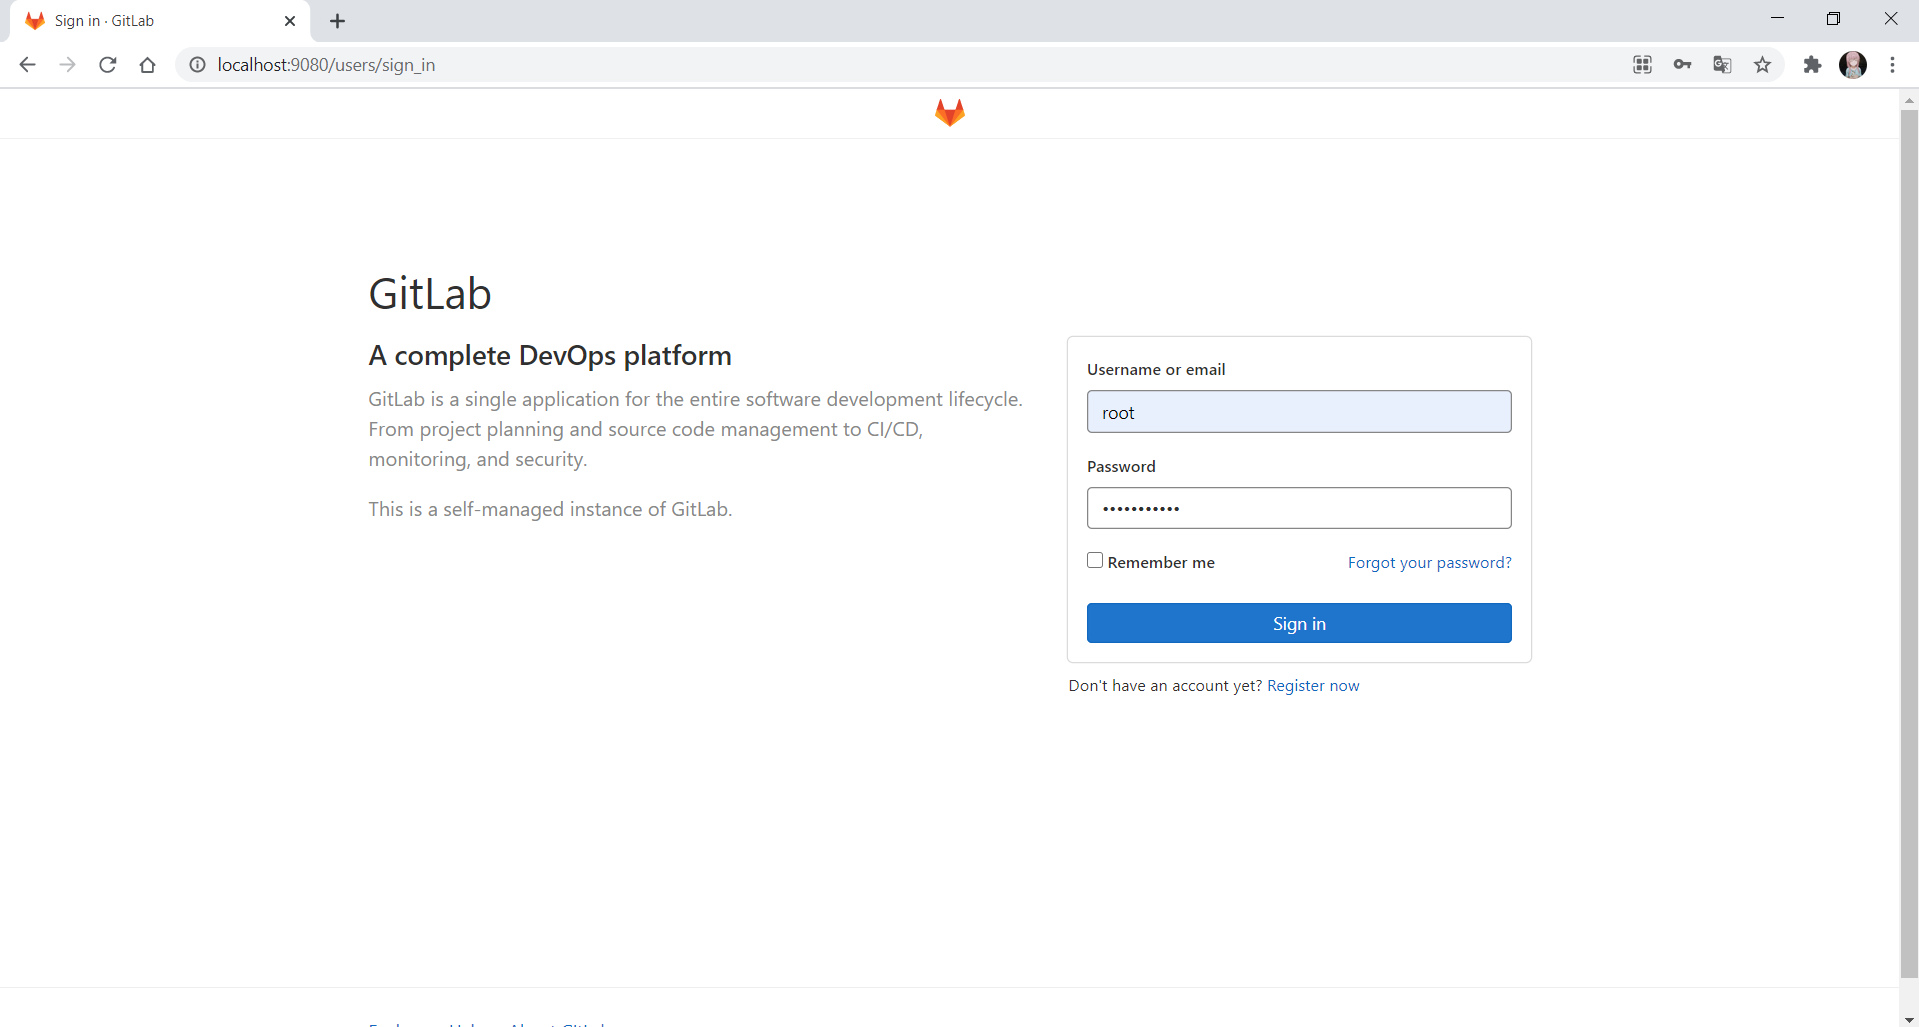 Sign in · GitLab
localhost:9080/users/sign_in
GitLab
A complete DevOps platform
GitLab is a single application for the entire software development lifecycle.
From project planning and source code management to CI/CD,
monitoring, and security.
This is a self-managed instance of GitLab.
Username or email
root
Password
•••••••••••
Remember me
Forgot your password?
Sign in
Don't have an account yet? Register now